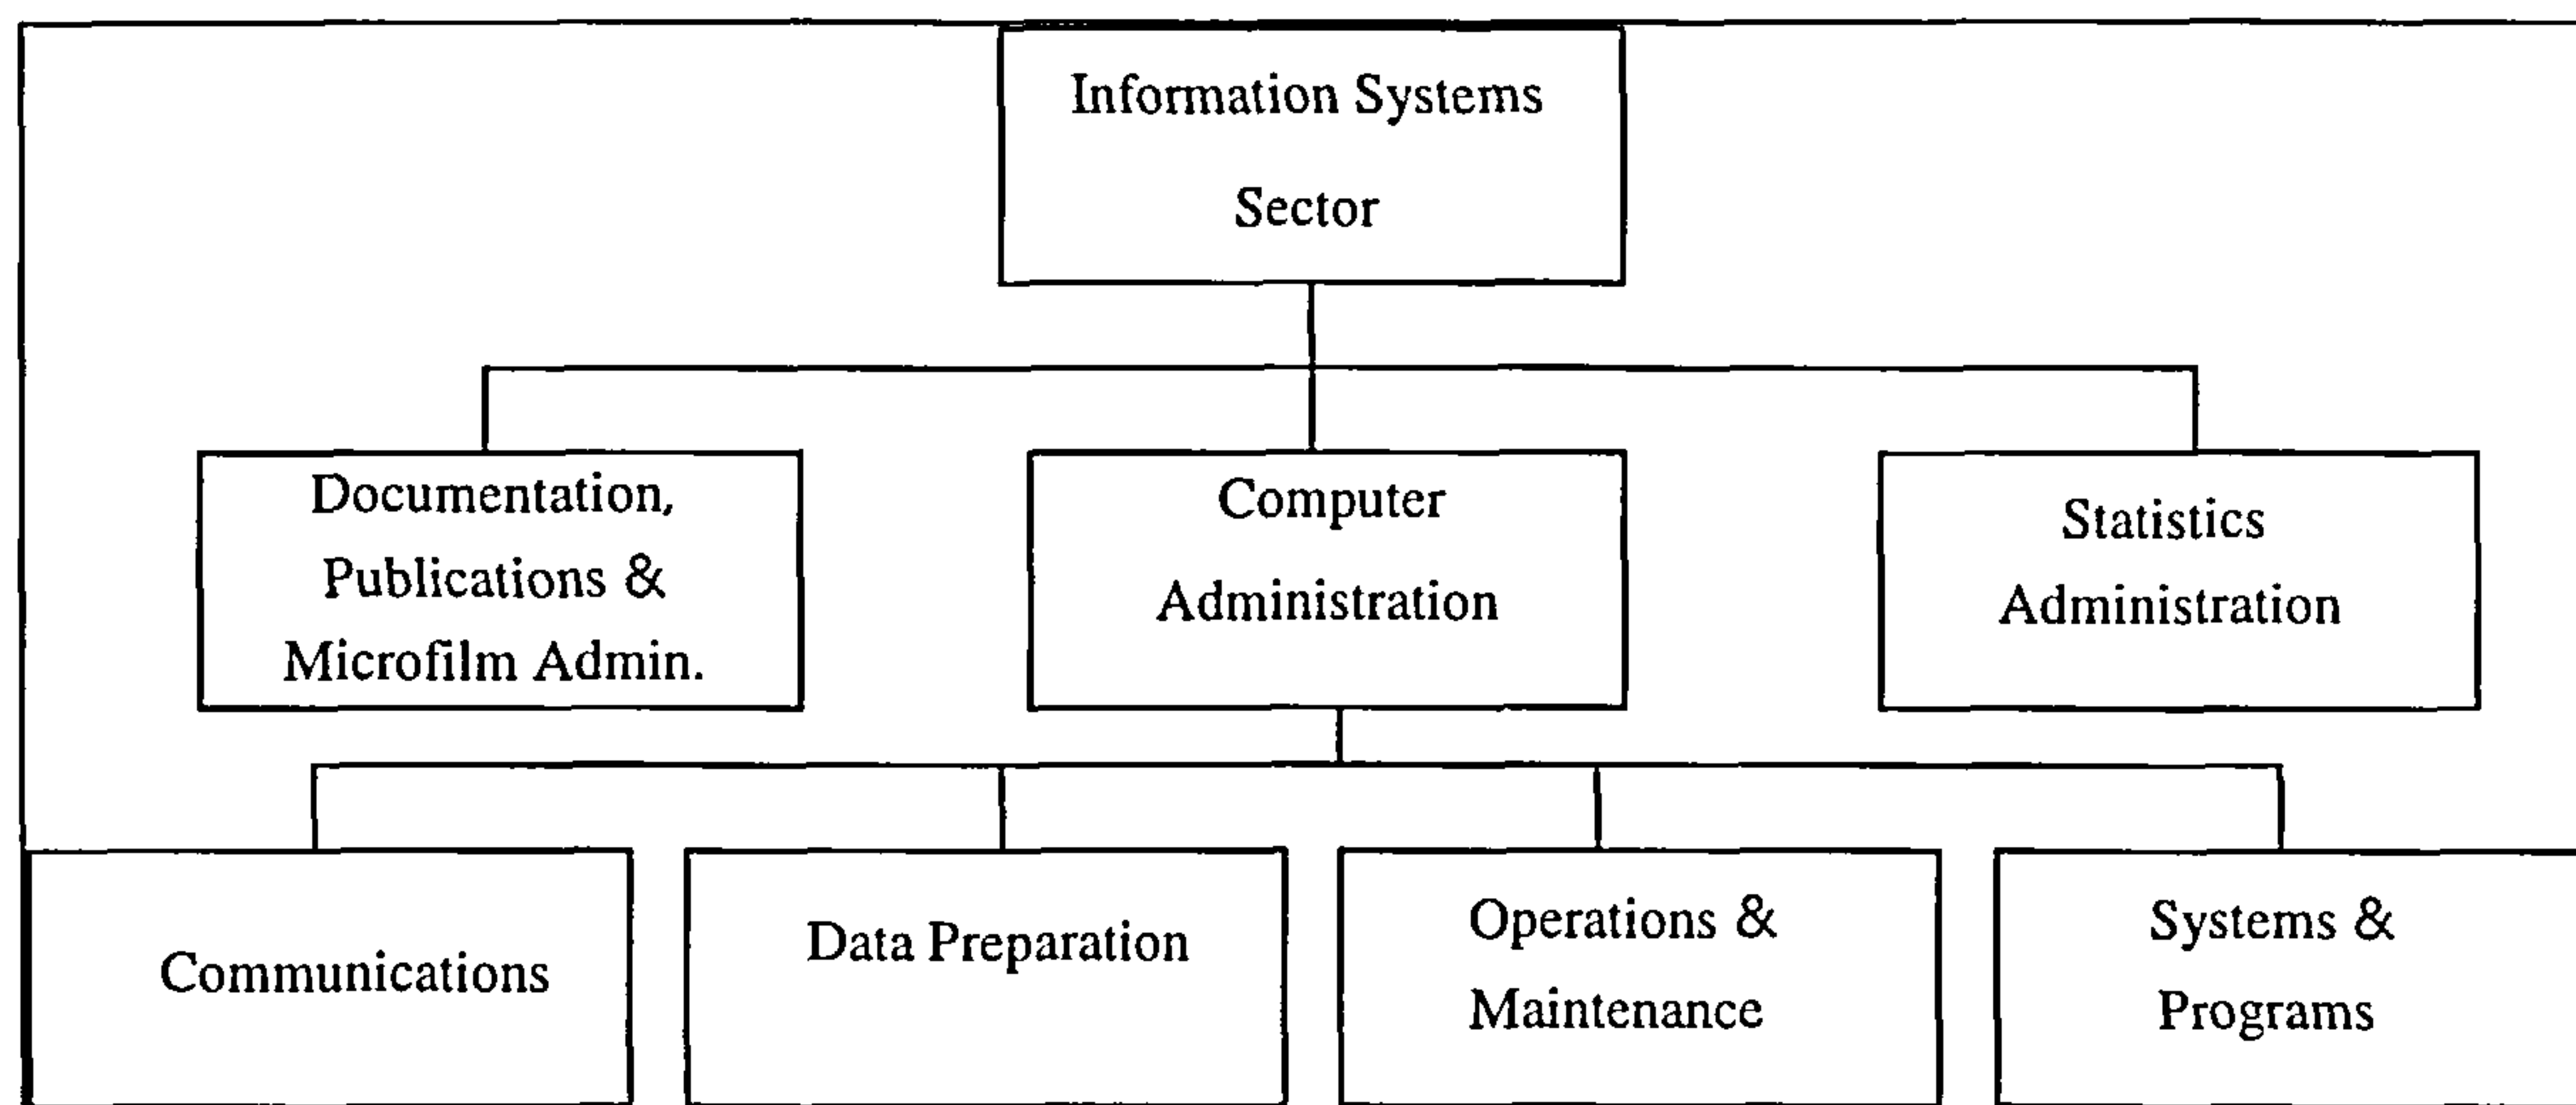 Information Systems
Sector
Documentation,
Publications &
Microfilm Admin.
Computer
Administration
Statistics
Administration
Communications
Data Preparation
Operations &
Maintenance
Systems &
Programs